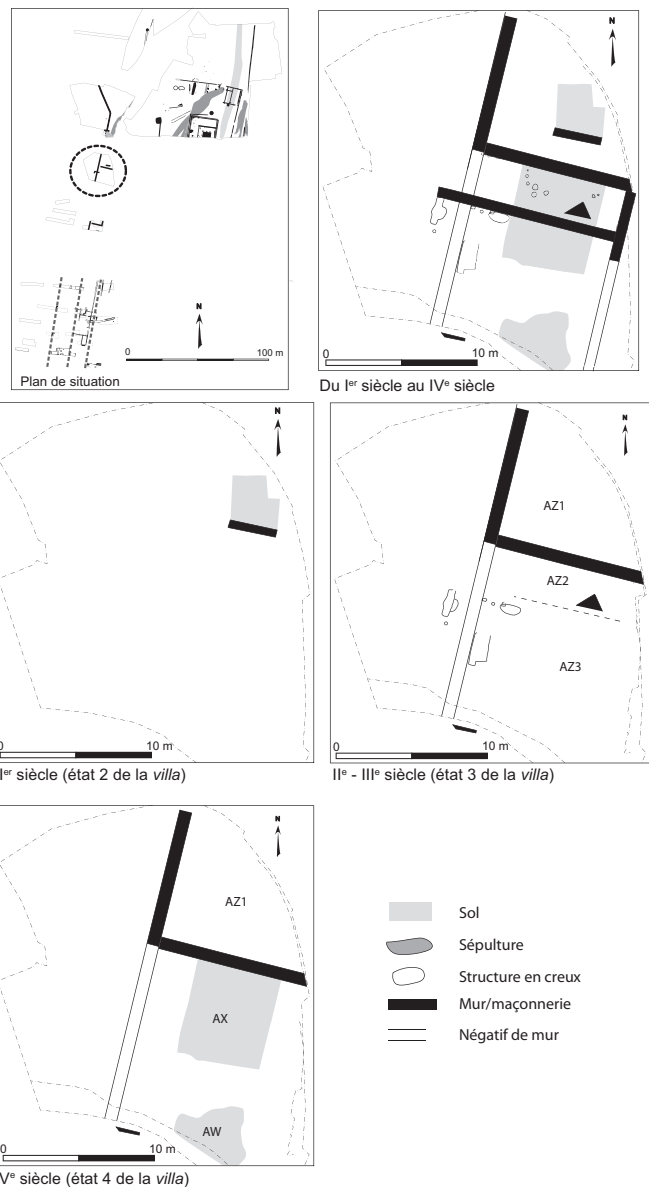 N
0
100 m
Plan de situation
N
0
10 m
Du Ier siècle au IVe siècle
N
0
10 m
Ier siècle (état 2 de la villa)
N
AZ1
AZ2
AZ3
0
10 m
IIe - IIIe siècle (état 3 de la villa)
N
AZ1
AX
AW
0
10 m
Ve siècle (état 4 de la villa)
Sol
Sépulture
Structure en creux
Mur/maçonnerie
Négatif de mur